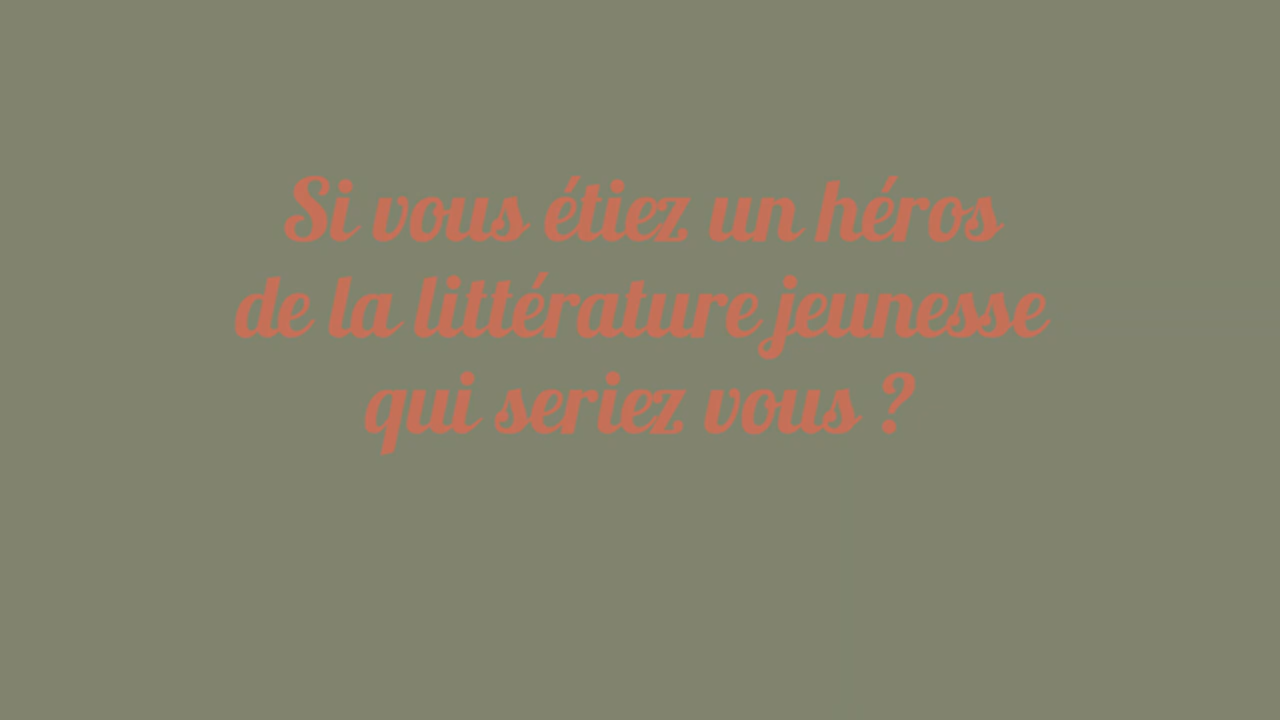 Si vous étiez un héros
de la littérature jeunesse
qui seriez vous ?